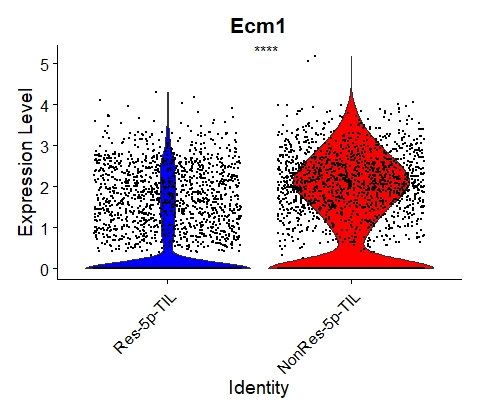 Ecm1
****
Expression Level
5
4
3
2
1
0
Res-5p-TIL
NonRes-5p-TIL
Identity